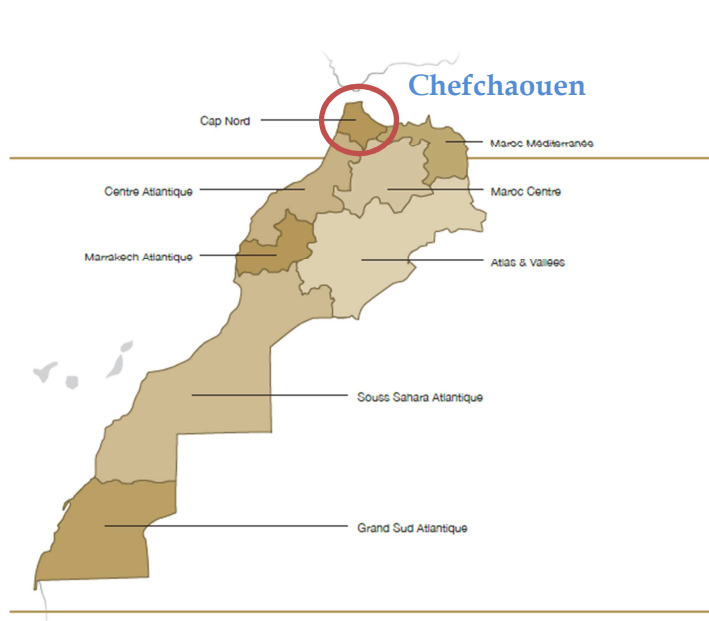 Chefchaouen
Cap Nord
Maroc Méditerranée
Centre Atlantique
Maroc Centre
Marrakech Atlantique
Atlas & Vallées
Souss Sahara Atlantique
Grand Sud Atlantique